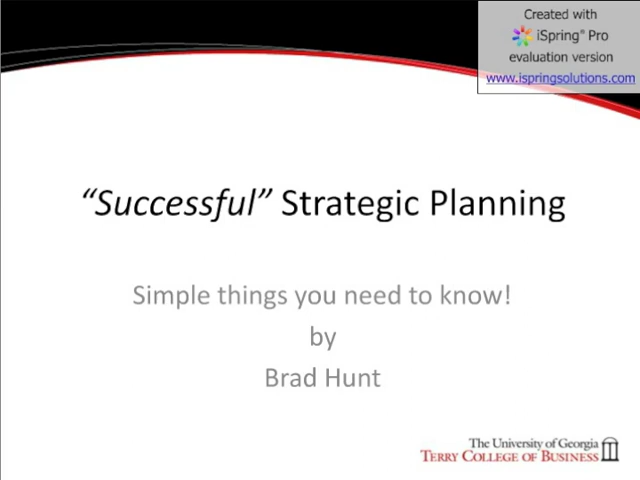 Created with
iSpring® Pro
evaluation version
www.ispringsolutions.com
“Successful” Strategic Planning
Simple things you need to know!
by
Brad Hunt
The University of Georgia
TERRY COLLEGE OF BUSINESS